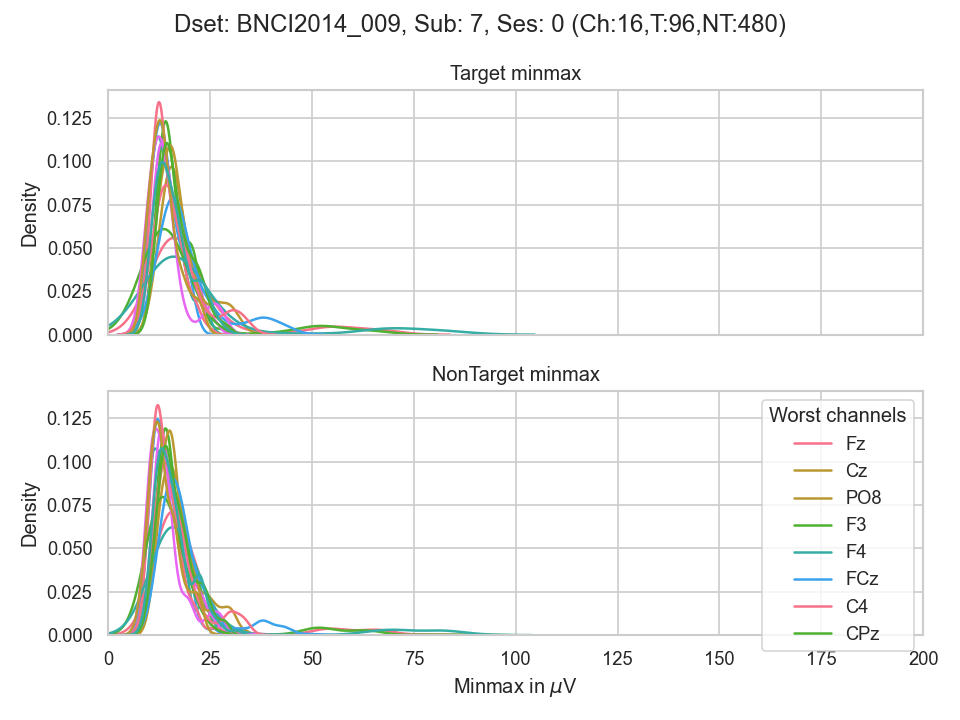 Dset: BNCI2014_009, Sub: 7, Ses: 0 (Ch:16,T:96,NT:480)
Target minmax
Density
0.125
0.100
0.075
0.050
0.025
0.000
NonTarget minmax
Density
0.125
0.100
0.075
0.050
0.025
0.000
Worst channels
Fz
Cz
PO8
F3
F4
FCz
C4
CPz
0 25 50 75 100 125 150 175 200
Minmax in μV